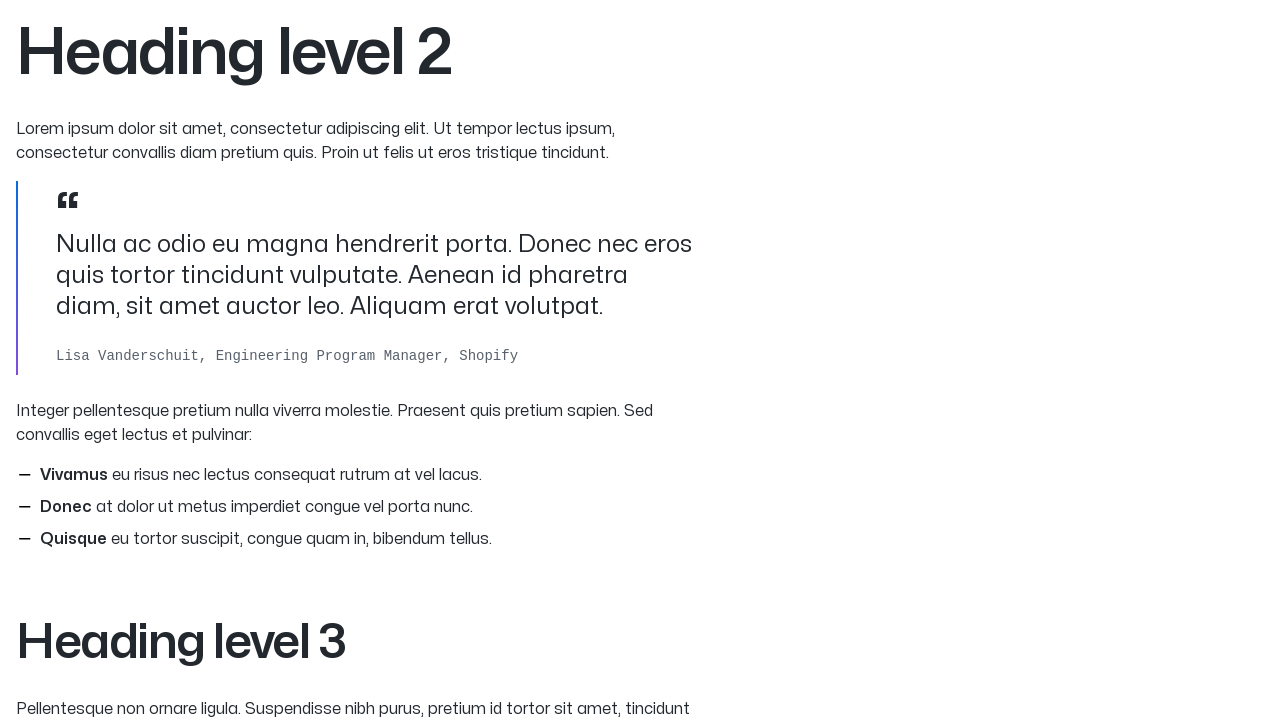 Heading level 2
Lorem ipsum dolor sit amet, consectetur adipiscing elit. Ut tempor lectus ipsum,
consectetur convallis diam pretium quis. Proin ut felis ut eros tristique tincidunt.
“
Nulla ac odio eu magna hendrerit porta. Donec nec eros
quis tortor tincidunt vulputate. Aenean id pharetra
diam, sit amet auctor leo. Aliquam erat volutpat.
Lisa Vanderschuit, Engineering Program Manager, Shopify
Integer pellentesque pretium nulla viverra molestie. Praesent quis pretium sapien. Sed
convallis eget lectus et pulvinar:
— Vivamus eu risus nec lectus consequat rutrum at vel lacus.
— Donec at dolor ut metus imperdiet congue vel porta nunc.
— Quisque eu tortor suscipit, congue quam in, bibendum tellus.
Heading level 3
Pellentesque non ornare ligula. Suspendisse nibh purus, pretium id tortor sit amet, tincidunt